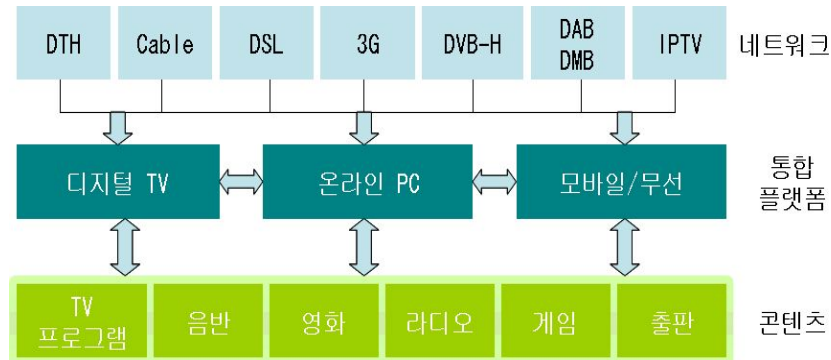 DTH
Cable
DSL
3G
DVB-H
DAB
DMB
IPTV
네트워크
디지털 TV
온라인 PC
모바일/무선
통합
플랫폼
TV
프로그램
음반
영화
라디오
게임
출판
콘텐츠